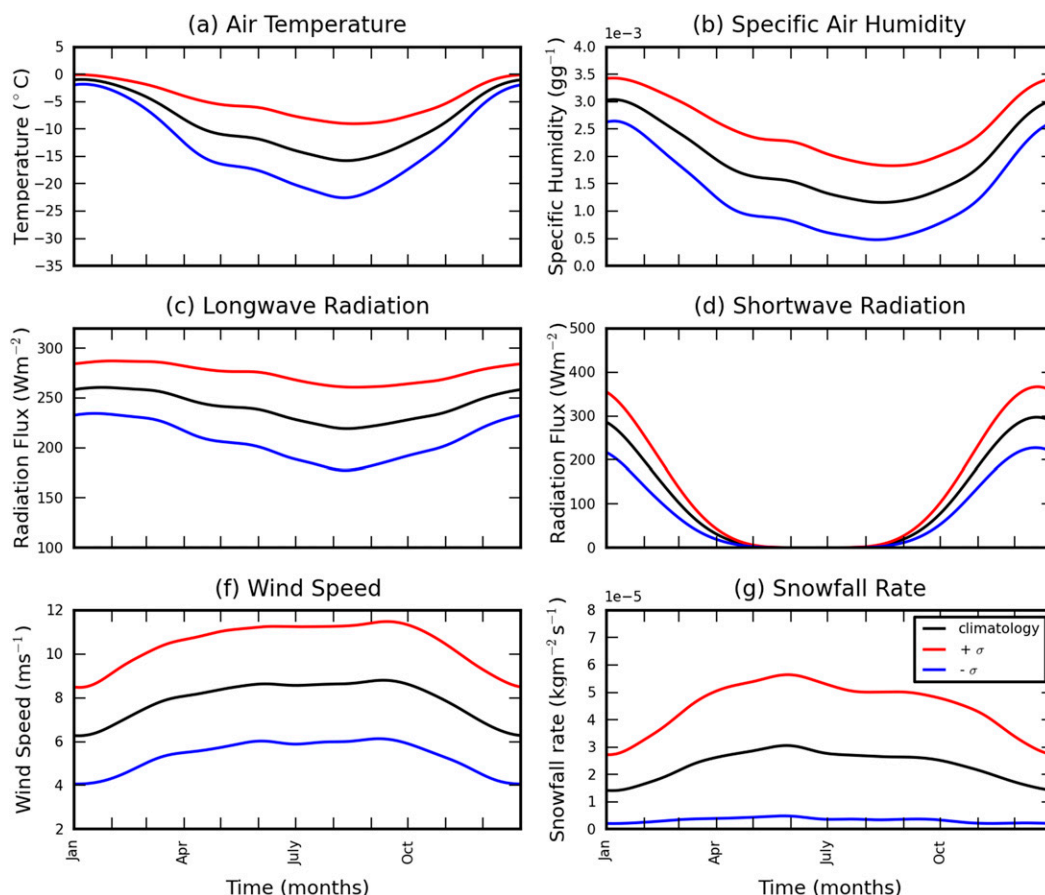 (a) Air Temperature
Temperature (°C)
5
0
−5
−10
−15
−20
−25
−30
−35
(b) Specific Air Humidity
1e−3
Specific Humidity (gg⁻¹)
4.0
3.5
3.0
2.5
2.0
1.5
1.0
0.5
0.0
(c) Longwave Radiation
Radiation Flux (Wm⁻²)
300
250
200
150
100
(d) Shortwave Radiation
Radiation Flux (Wm⁻²)
500
400
300
200
100
0
(f) Wind Speed
Wind Speed (ms⁻¹)
12
10
8
6
4
2
Jan
Apr
July
Oct
Time (months)
(g) Snowfall Rate
1e−5
Snowfall rate (kgm⁻² s⁻¹)
8
7
6
5
4
3
2
1
0
climatology
+ σ
- σ
Jan
Apr
July
Oct
Time (months)